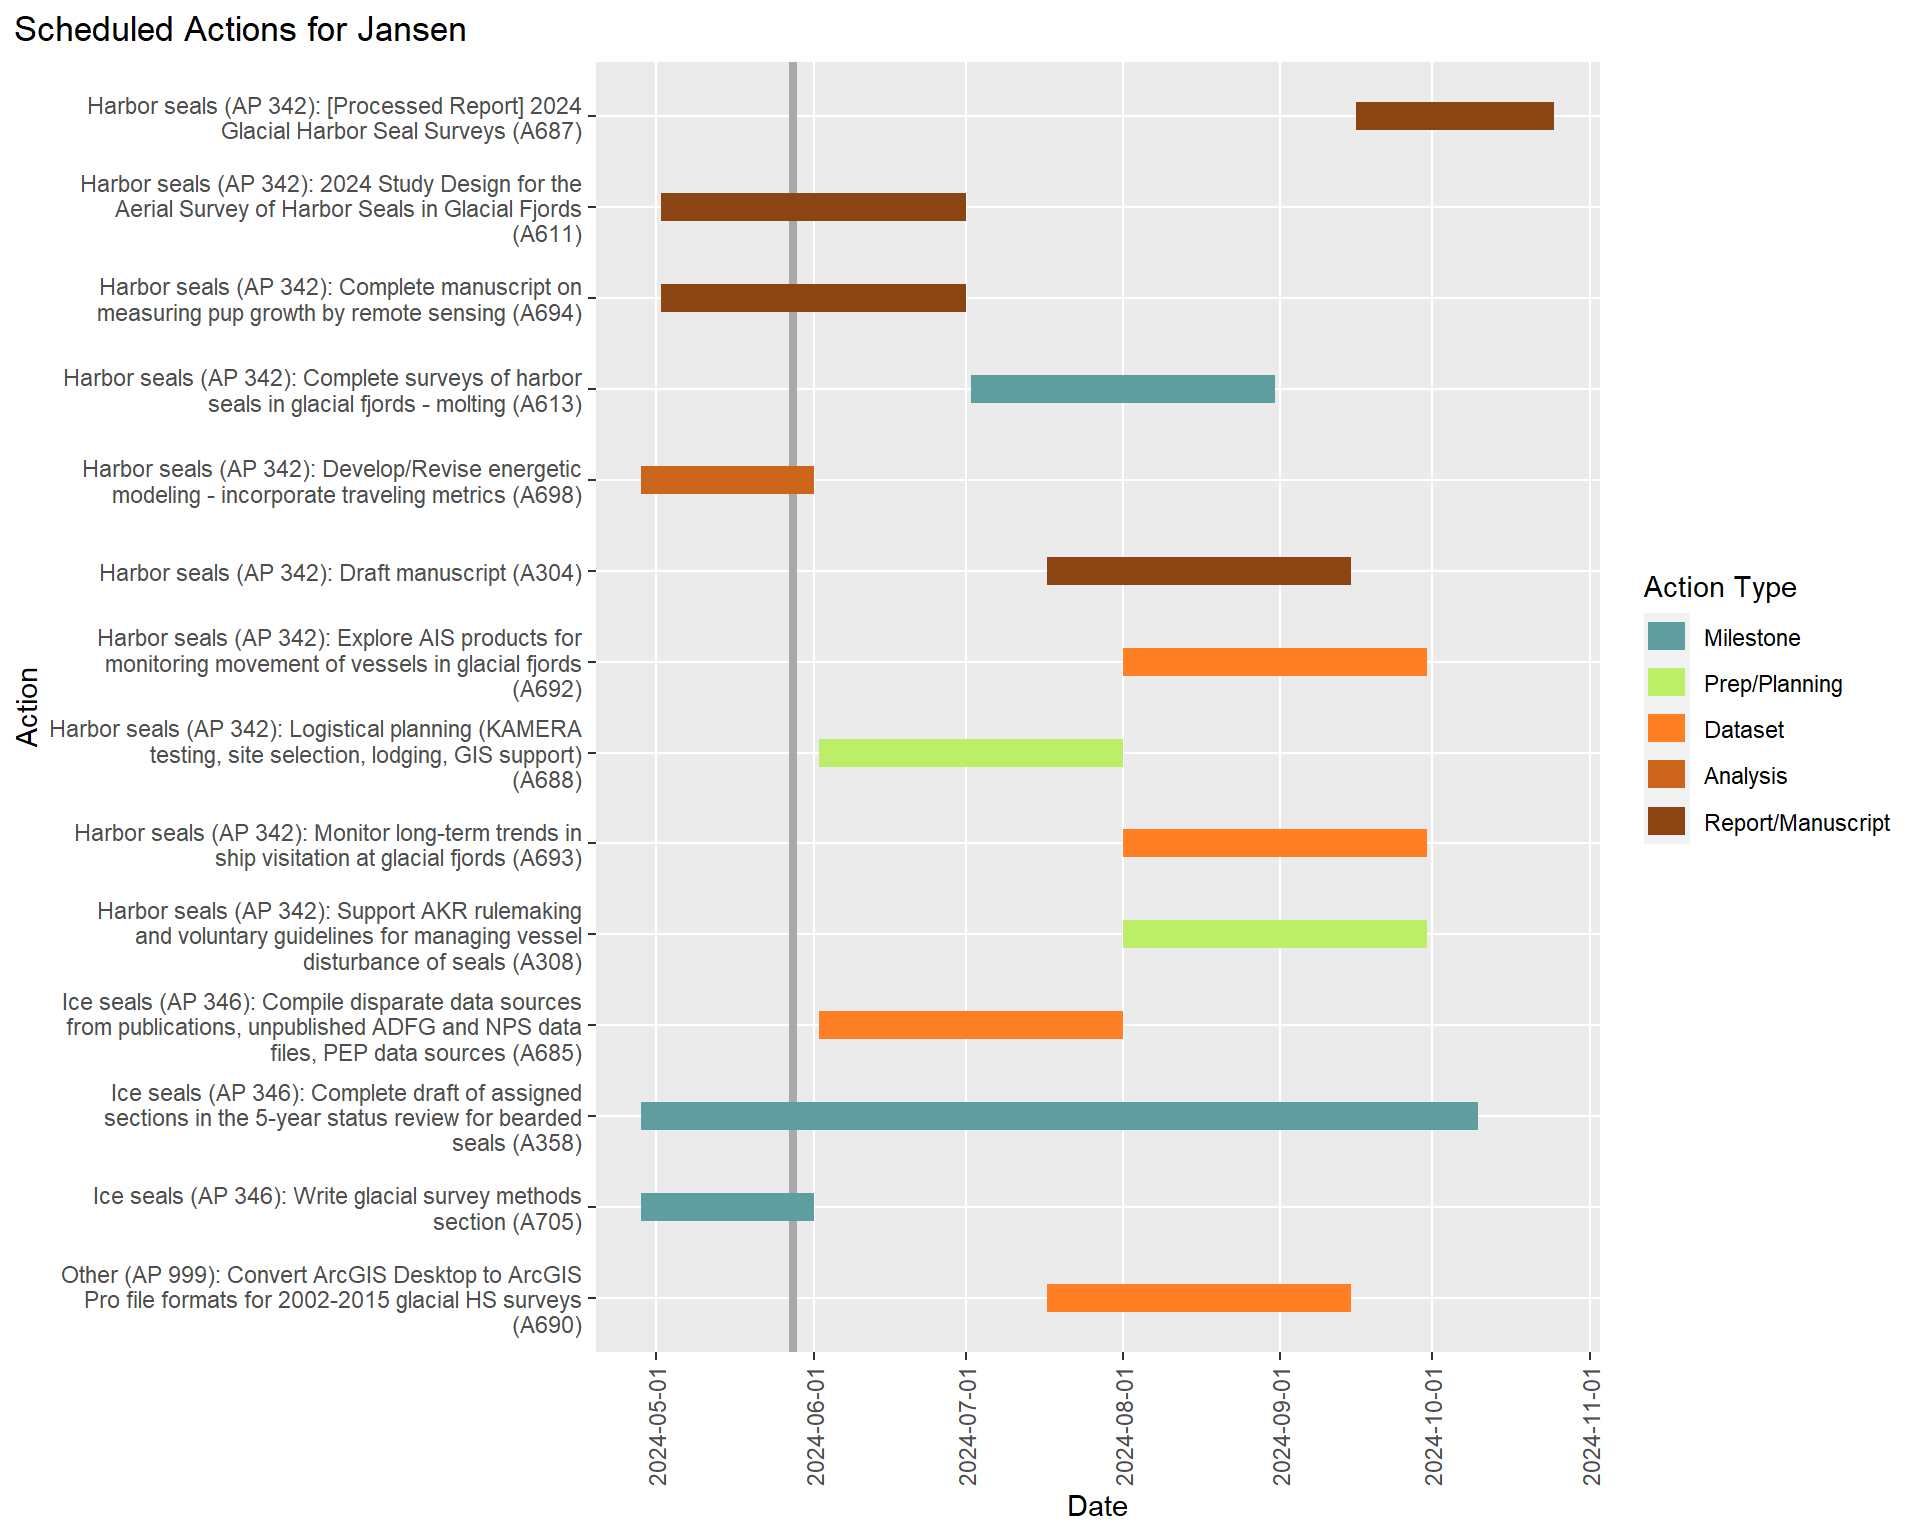 Scheduled Actions for Jansen
Harbor seals (AP 342): [Processed Report] 2024
Glacial Harbor Seal Surveys (A687)
Harbor seals (AP 342): 2024 Study Design for the
Aerial Survey of Harbor Seals in Glacial Fjords
(A611)
Harbor seals (AP 342): Complete manuscript on
measuring pup growth by remote sensing (A694)
Harbor seals (AP 342): Complete surveys of harbor
seals in glacial fjords - molting (A613)
Harbor seals (AP 342): Develop/Revise energetic
modeling - incorporate traveling metrics (A698)
Harbor seals (AP 342): Draft manuscript (A304)
Harbor seals (AP 342): Explore AIS products for
monitoring movement of vessels in glacial fjords
(A692)
Harbor seals (AP 342): Logistical planning (KAMERA
testing, site selection, lodging, GIS support)
(A688)
Harbor seals (AP 342): Monitor long-term trends in
ship visitation at glacial fjords (A693)
Harbor seals (AP 342): Support AKR rulemaking
and voluntary guidelines for managing vessel
disturbance of seals (A308)
Ice seals (AP 346): Compile disparate data sources
from publications, unpublished ADFG and NPS data
files, PEP data sources (A685)
Ice seals (AP 346): Complete draft of assigned
sections in the 5-year status review for bearded
seals (A358)
Ice seals (AP 346): Write glacial survey methods
section (A705)
Other (AP 999): Convert ArcGIS Desktop to ArcGIS
Pro file formats for 2002-2015 glacial HS surveys
(A690)
Action
2024-05-01
2024-06-01
2024-07-01
2024-08-01
2024-09-01
2024-10-01
2024-11-01
Date
Action Type
Milestone
Prep/Planning
Dataset
Analysis
Report/Manuscript